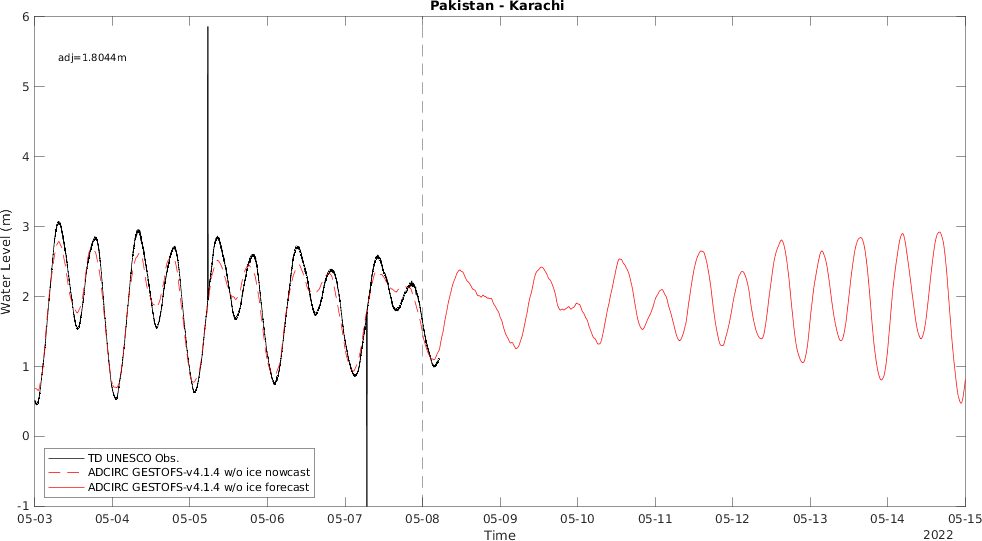 Pakistan - Karachi
adj=1.8044m
6
5
4
3
2
1
0
-1
Water Level (m)
TD UNESCO Obs.
ADCIRC GESTOFS-v4.1.4 w/o ice nowcast
ADCIRC GESTOFS-v4.1.4 w/o ice forecast
05-03 05-04 05-05 05-06 05-07 05-08 05-09 05-10 05-11 05-12 05-13 05-14 05-15
Time
2022